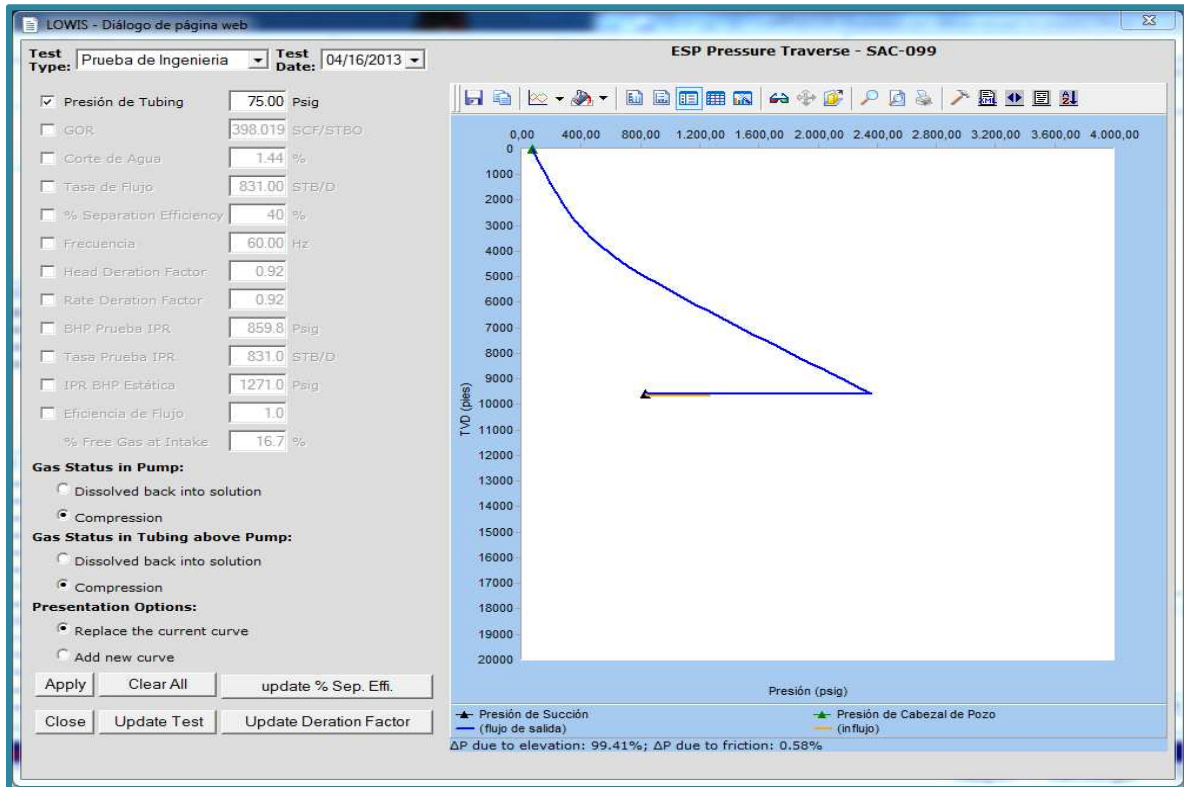 LOWIS - Diálogo de página web
Test Type: Prueba de Ingenieria Test Date: 04/16/2013
Presión de Tubing 75.00 Psig
GOR 398.019 SCF/STBO
Corte de Agua 1.44 %
Tasa de Flujo 831.00 STB/D
% Separation Efficiency 40 %
Frecuencia 60.00 Hz
Head Deration Factor 0.92
Rate Deration Factor 0.92
BHP Prueba IPR 859.8 Psig
Tasa Prueba IPR. 831.0 STB/D
IPR BHP Estática 1271.0 Psig
Eficiencia de Flujo 1.0
% Free Gas at Intake 16.7 %
Gas Status in Pump:
Dissolved back into solution
Compression
Gas Status in Tubing above Pump:
Dissolved back into solution
Compression
Presentation Options:
Replace the current curve
Add new curve
Apply Clear All update % Sep. Effi.
Close Update Test Update Deration Factor
ESP Pressure Traverse - SAC-099
0,00 400,00 800,00 1.200,00 1.600,00 2.000,00 2.400,00 2.800,00 3.200,00 3.600,00 4.000,00
0
1000
2000
3000
4000
5000
6000
7000
8000
9000
10000
11000
12000
13000
14000
15000
16000
17000
18000
19000
20000
TVD (pies)
Presión (psig)
Presión de Succión Presión de Cabezal de Pozo
(flujo de salida) (influjo)
ΔP due to elevation: 99.41%; ΔP due to friction: 0.58%